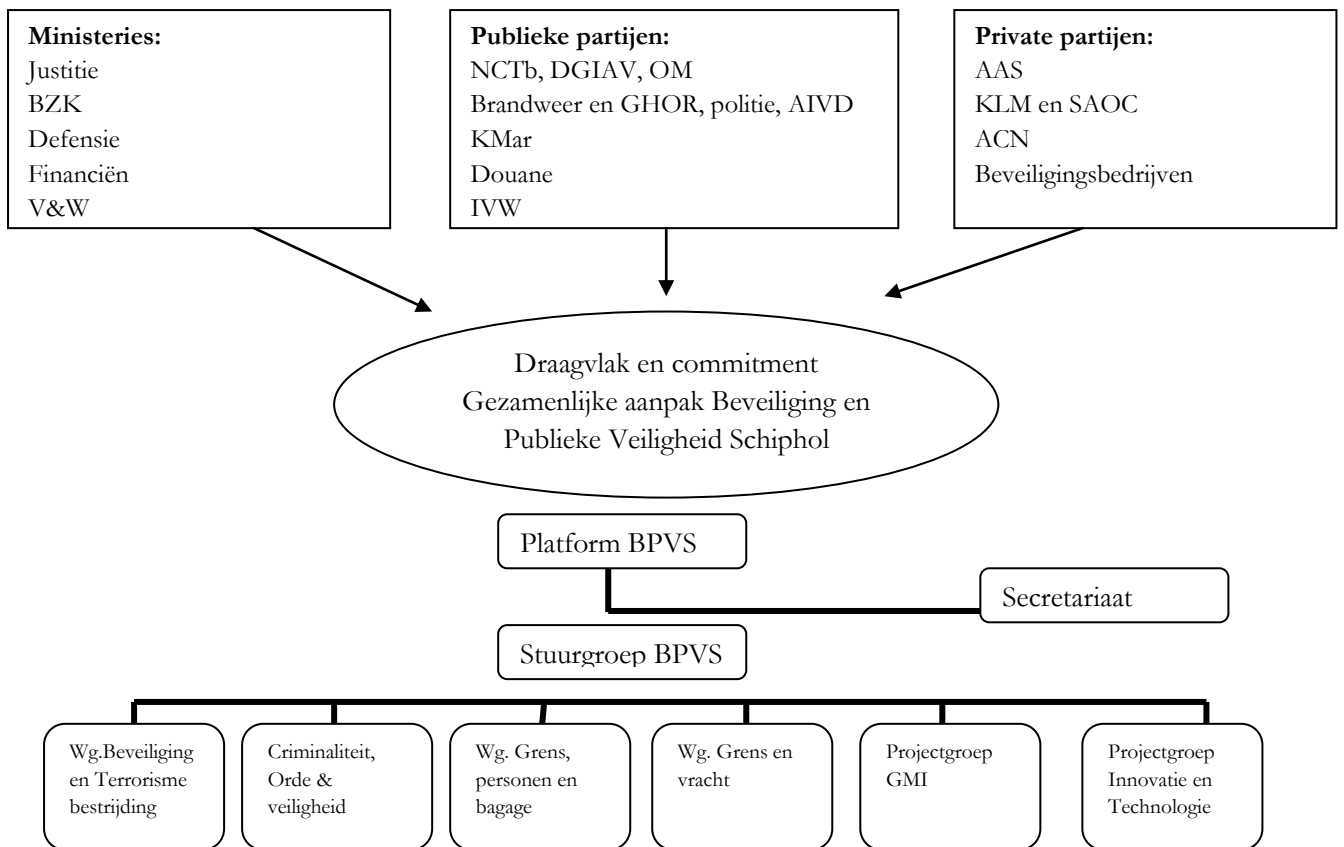 Ministeries:
Justitie
BZK
Defensie
Financiën
V&W
Publieke partijen:
NCTb, DGIAV, OM
Brandweer en GHOR, politie, AIVD
KMar
Douane
IVW
Private partijen:
AAS
KLM en SAOC
ACN
Beveiligingsbedrijven
Draagvlak en commitment
Gezamenlijke aanpak Beveiliging en
Publieke Veiligheid Schiphol
Platform BPVS
Secretariaat
Stuurgroep BPVS
Wg.Beveiliging
en Terrorisme
bestrijding
Criminaliteit,
Orde &
veiligheid
Wg. Grens,
personen en
bagage
Wg. Grens en
vracht
Projectgroep
GMI
Projectgroep
Innovatie en
Technologie